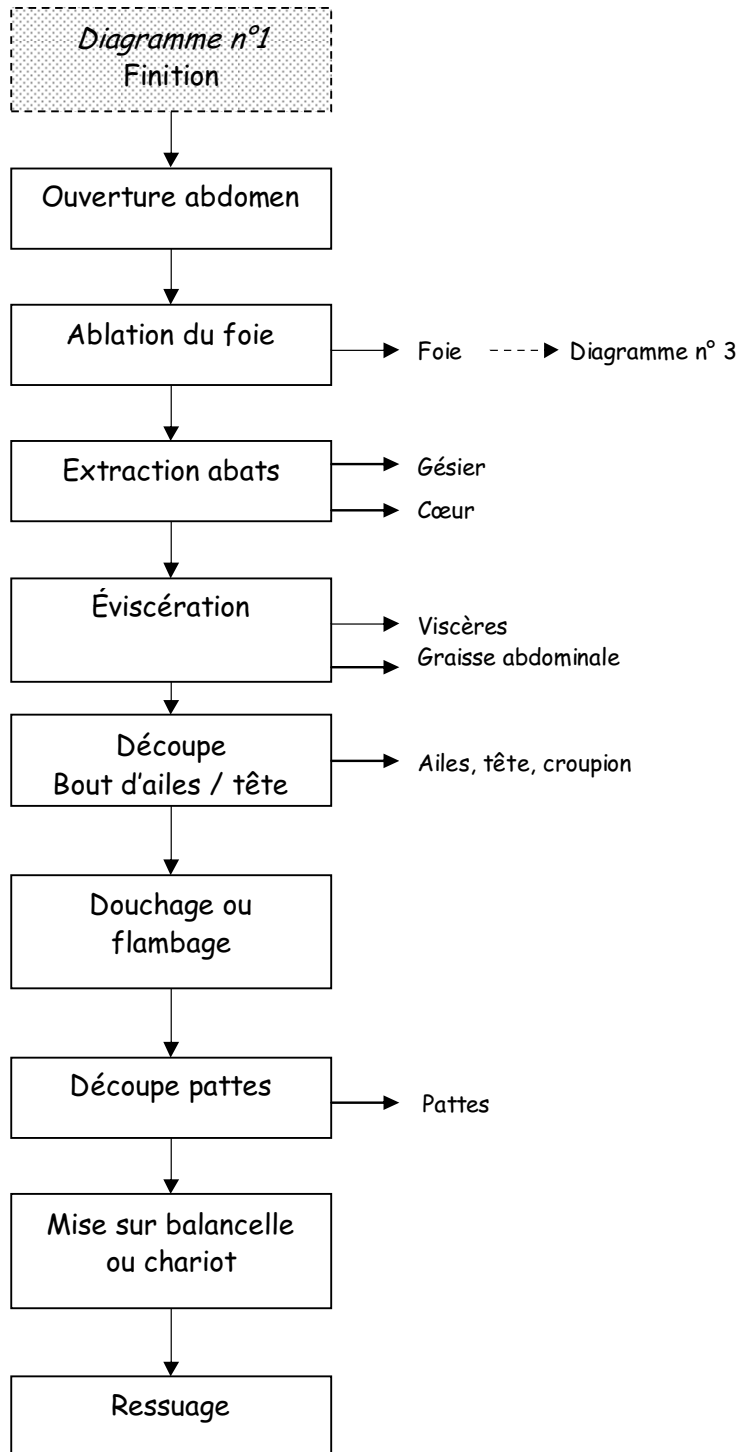 Diagramme n°1
Finition
Ouverture abdomen
Ablation du foie
Foie
Diagramme n° 3
Extraction abats
Gésier
Cœur
Éviscération
Viscères
Graisse abdominale
Découpe
Bout d'ailes / tête
Ailes, tête, croupion
Douchage ou
flambage
Découpe pattes
Pattes
Mise sur balancelle
ou chariot
Ressuage